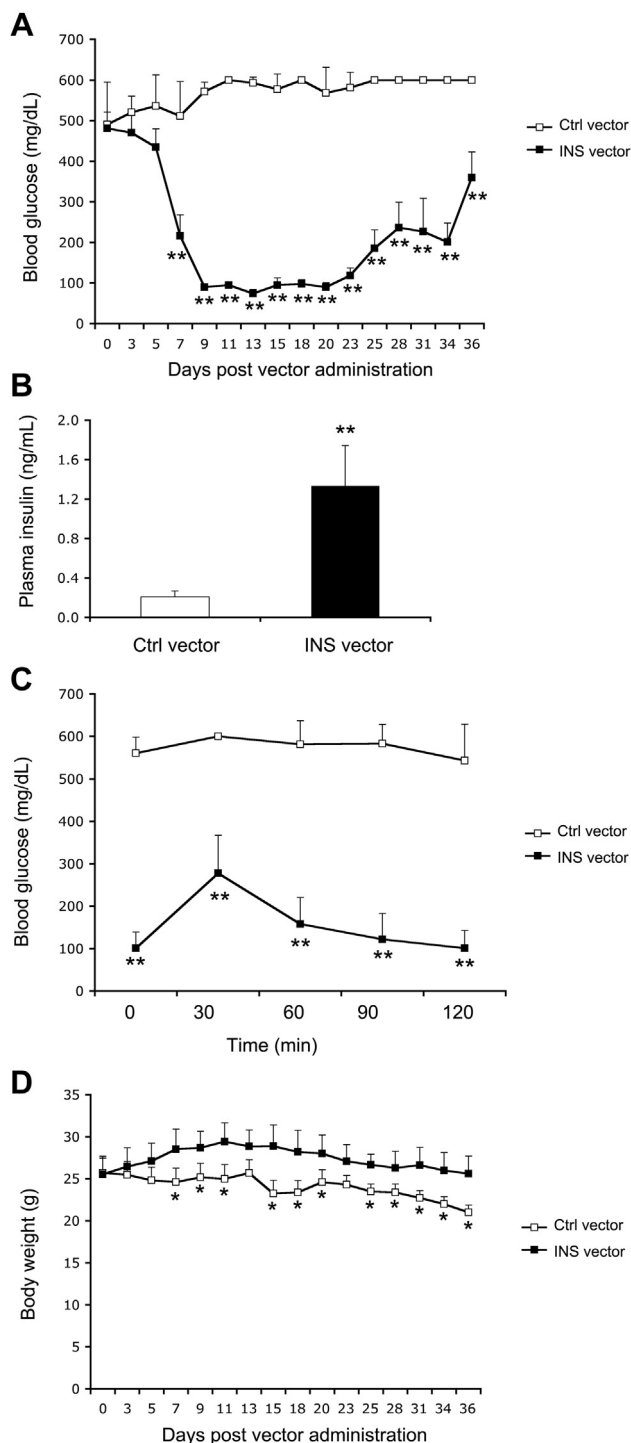 A
700
600
500
400
300
200
100
0
Blood glucose (mg/dL)
Ctrl vector
INS vector
** ** ** ** ** ** ** ** ** ** ** ** **
0 3 5 7 9 11 13 15 18 20 23 25 28 31 34 36
Days post vector administration
B
2.0
1.6
1.2
0.8
0.4
0.0
Plasma insulin (ng/mL)
**
Ctrl vector INS vector
C
700
600
500
400
300
200
100
0
Blood glucose (mg/dL)
Ctrl vector
INS vector
** ** ** ** **
0 30 60 90 120
Time (min)
D
35
30
25
20
15
10
5
0
Body weight (g)
* * * * * * * * * * *
Ctrl vector
INS vector
0 3 5 7 9 11 13 15 18 20 23 25 28 31 34 36
Days post vector administration